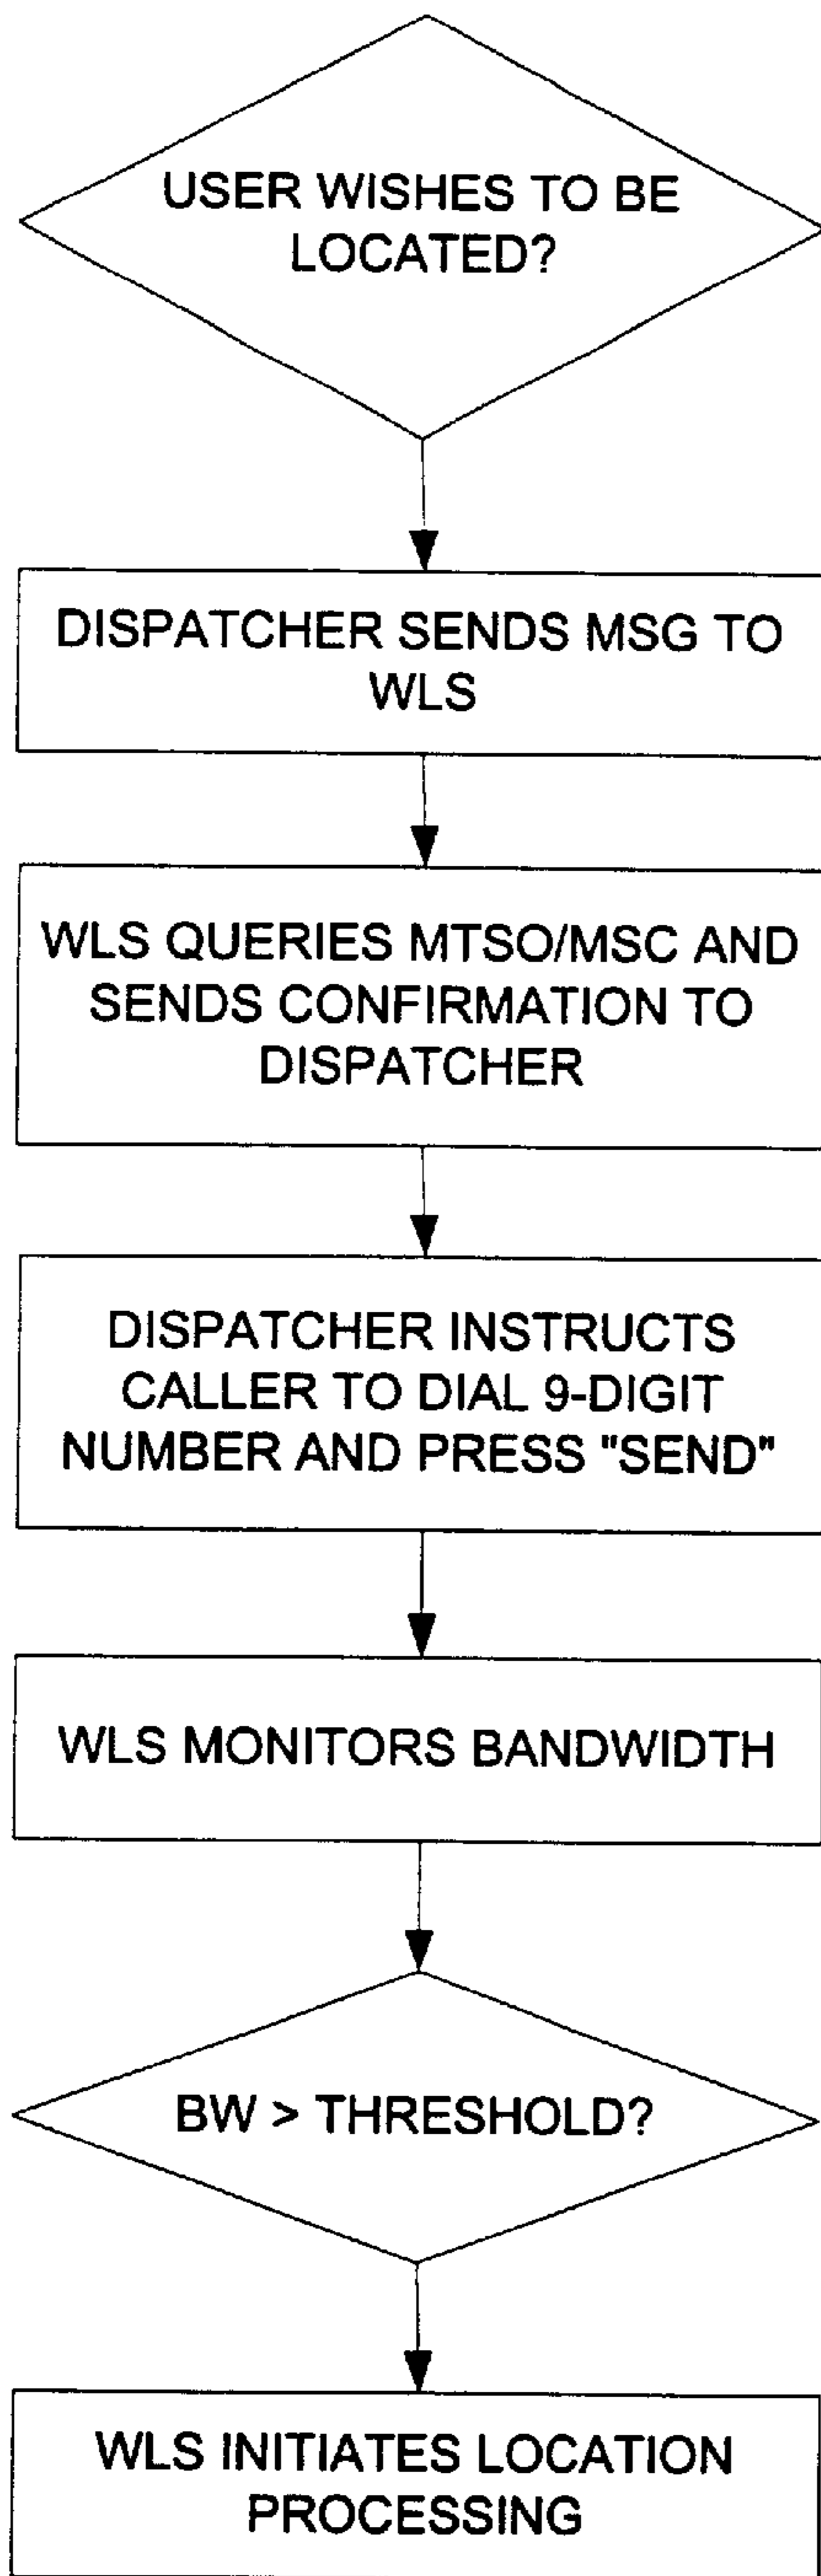 USER WISHES TO BE
LOCATED?
DISPATCHER SENDS MSG TO
WLS
WLS QUERIES MTSO/MSC AND
SENDS CONFIRMATION TO
DISPATCHER
DISPATCHER INSTRUCTS
CALLER TO DIAL 9-DIGIT
NUMBER AND PRESS "SEND"
WLS MONITORS BANDWIDTH
BW > THRESHOLD?
WLS INITIATES LOCATION
PROCESSING